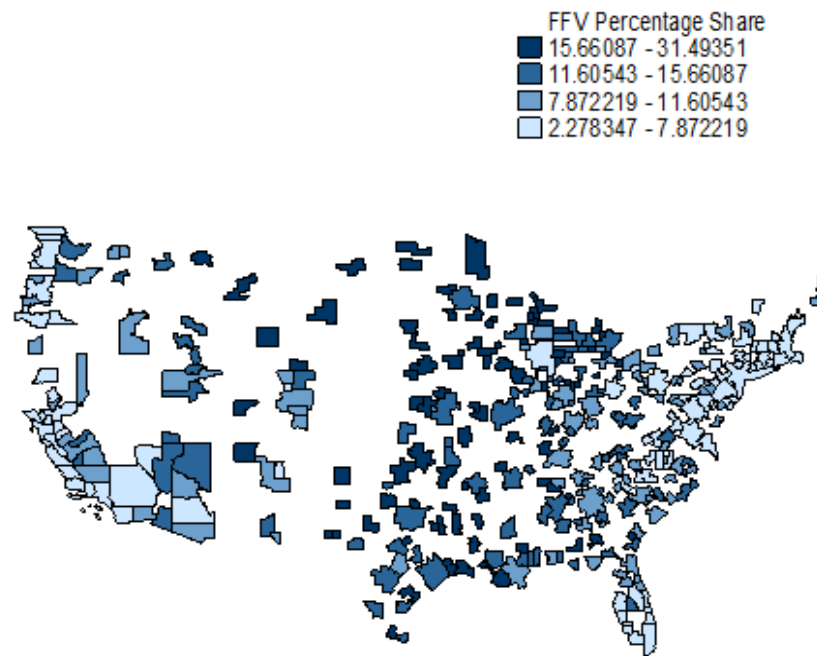 FFV Percentage Share
15.66087 - 31.49351
11.60543 - 15.66087
7.872219 - 11.60543
2.278347 - 7.872219